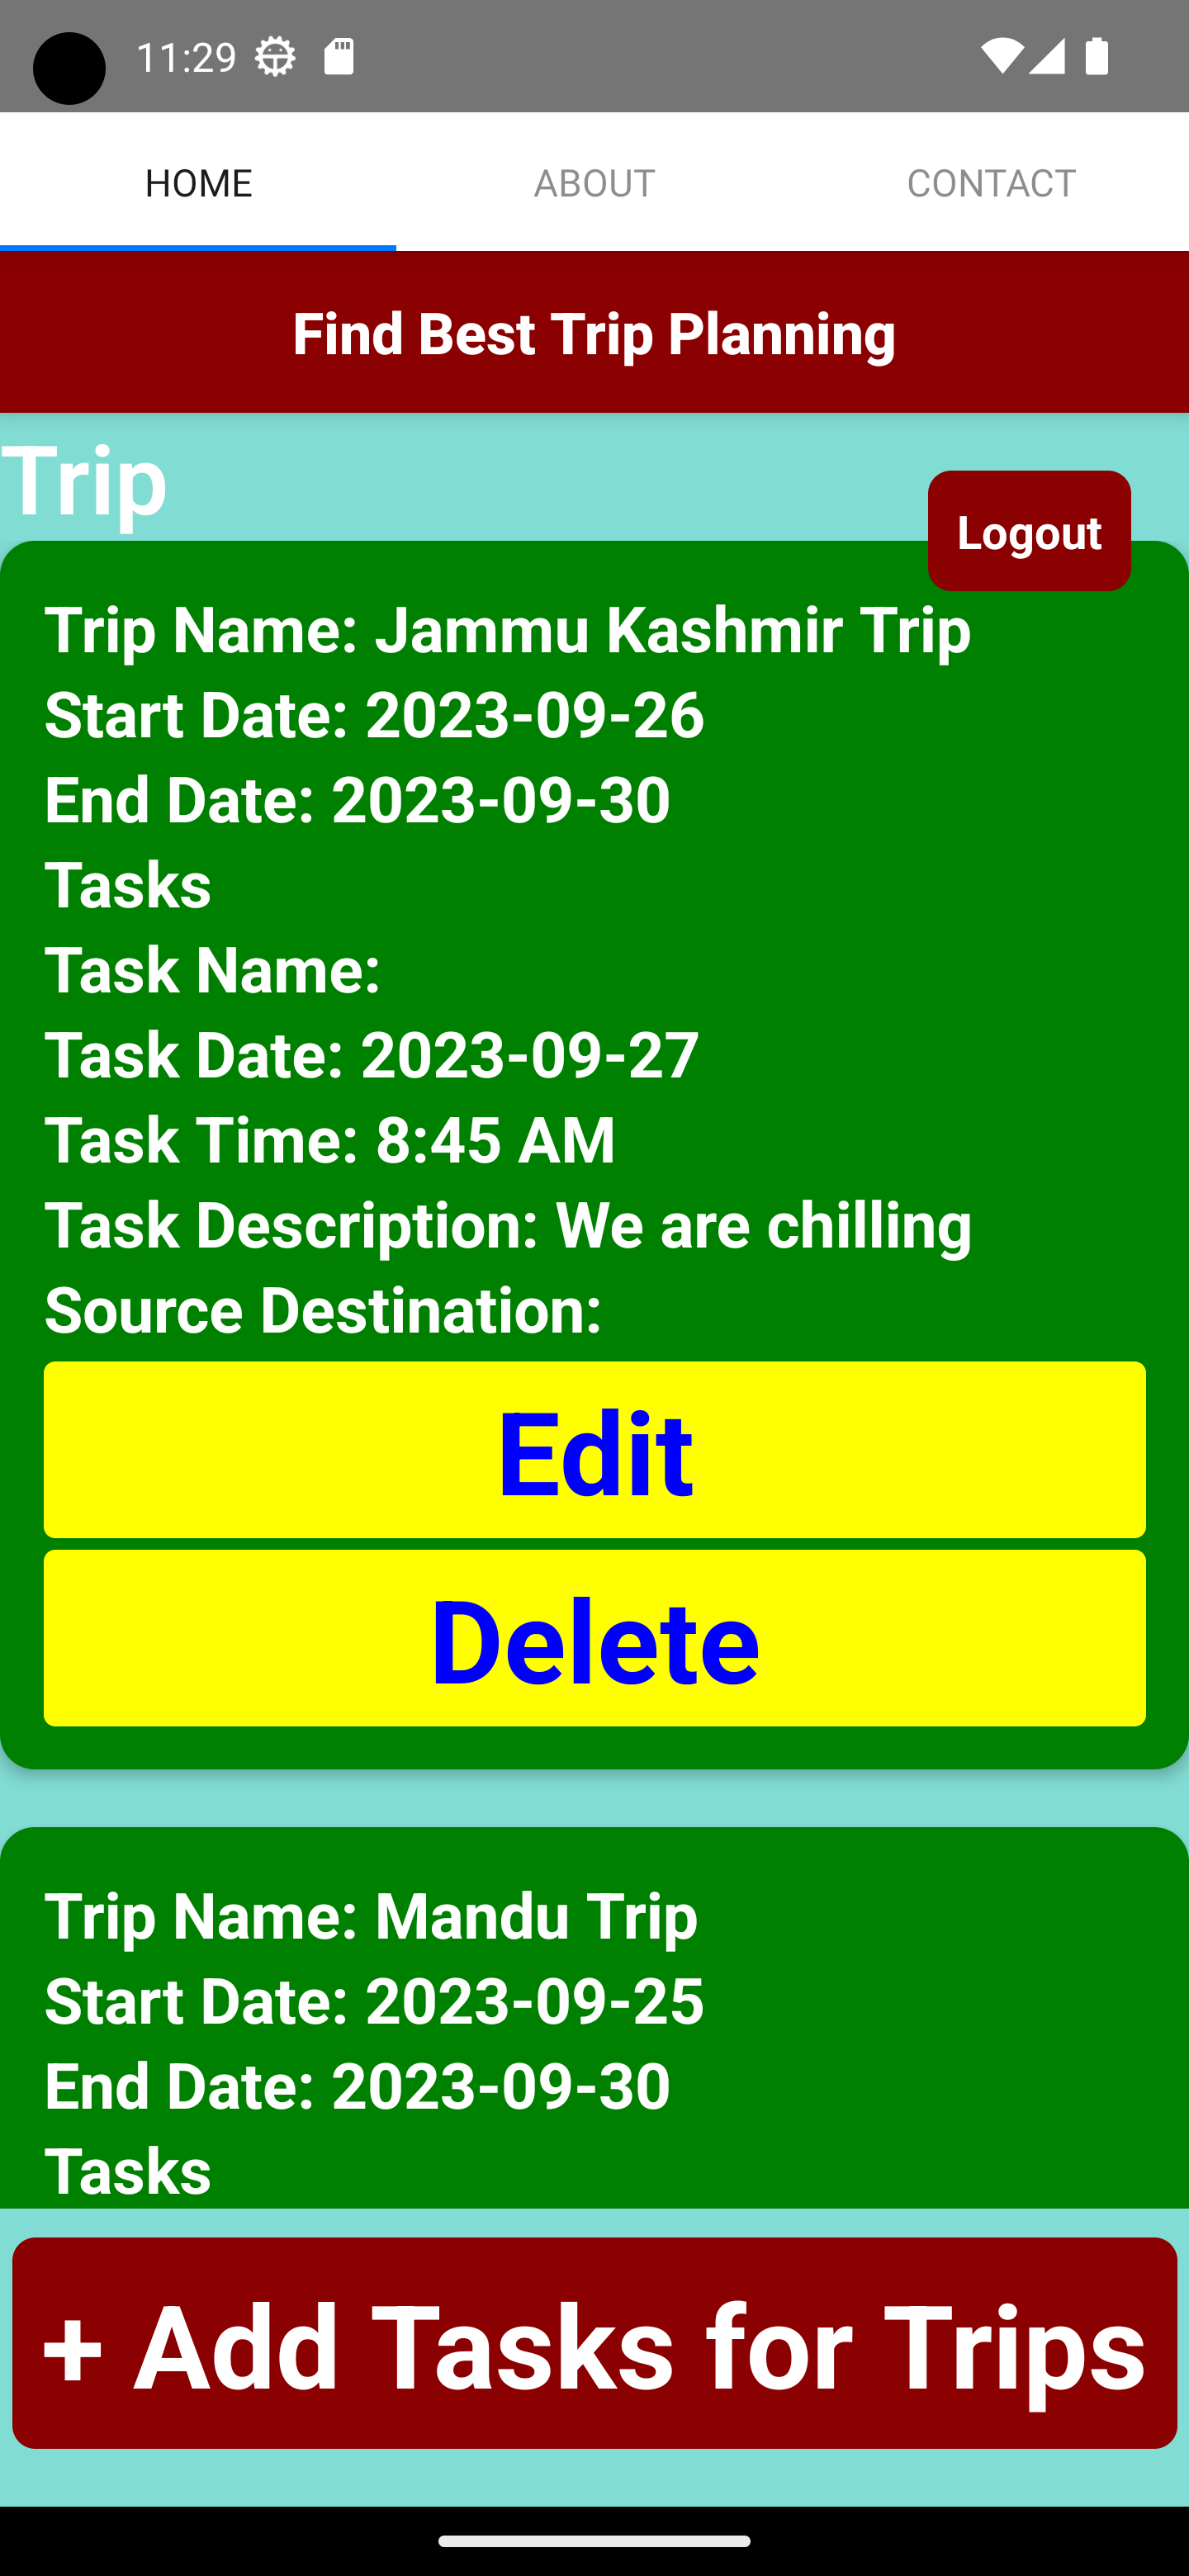 11:29
HOME ABOUT CONTACT
Find Best Trip Planning
Trip
Logout
Trip Name: Jammu Kashmir Trip
Start Date: 2023-09-26
End Date: 2023-09-30
Tasks
Task Name:
Task Date: 2023-09-27
Task Time: 8:45 AM
Task Description: We are chilling
Source Destination:
Edit
Delete
Trip Name: Mandu Trip
Start Date: 2023-09-25
End Date: 2023-09-30
Tasks
+ Add Tasks for Trips